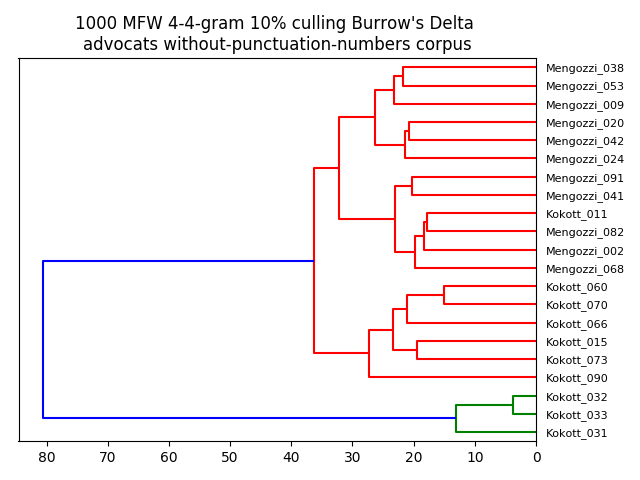 1000 MFW 4-4-gram 10% culling Burrow's Delta
advocats without-punctuation-numbers corpus
Mengozzi_038
Mengozzi_053
Mengozzi_009
Mengozzi_020
Mengozzi_042
Mengozzi_024
Mengozzi_091
Mengozzi_041
Kokott_011
Mengozzi_082
Mengozzi_002
Mengozzi_068
Kokott_060
Kokott_070
Kokott_066
Kokott_015
Kokott_073
Kokott_090
Kokott_032
Kokott_033
Kokott_031
80 70 60 50 40 30 20 10 0